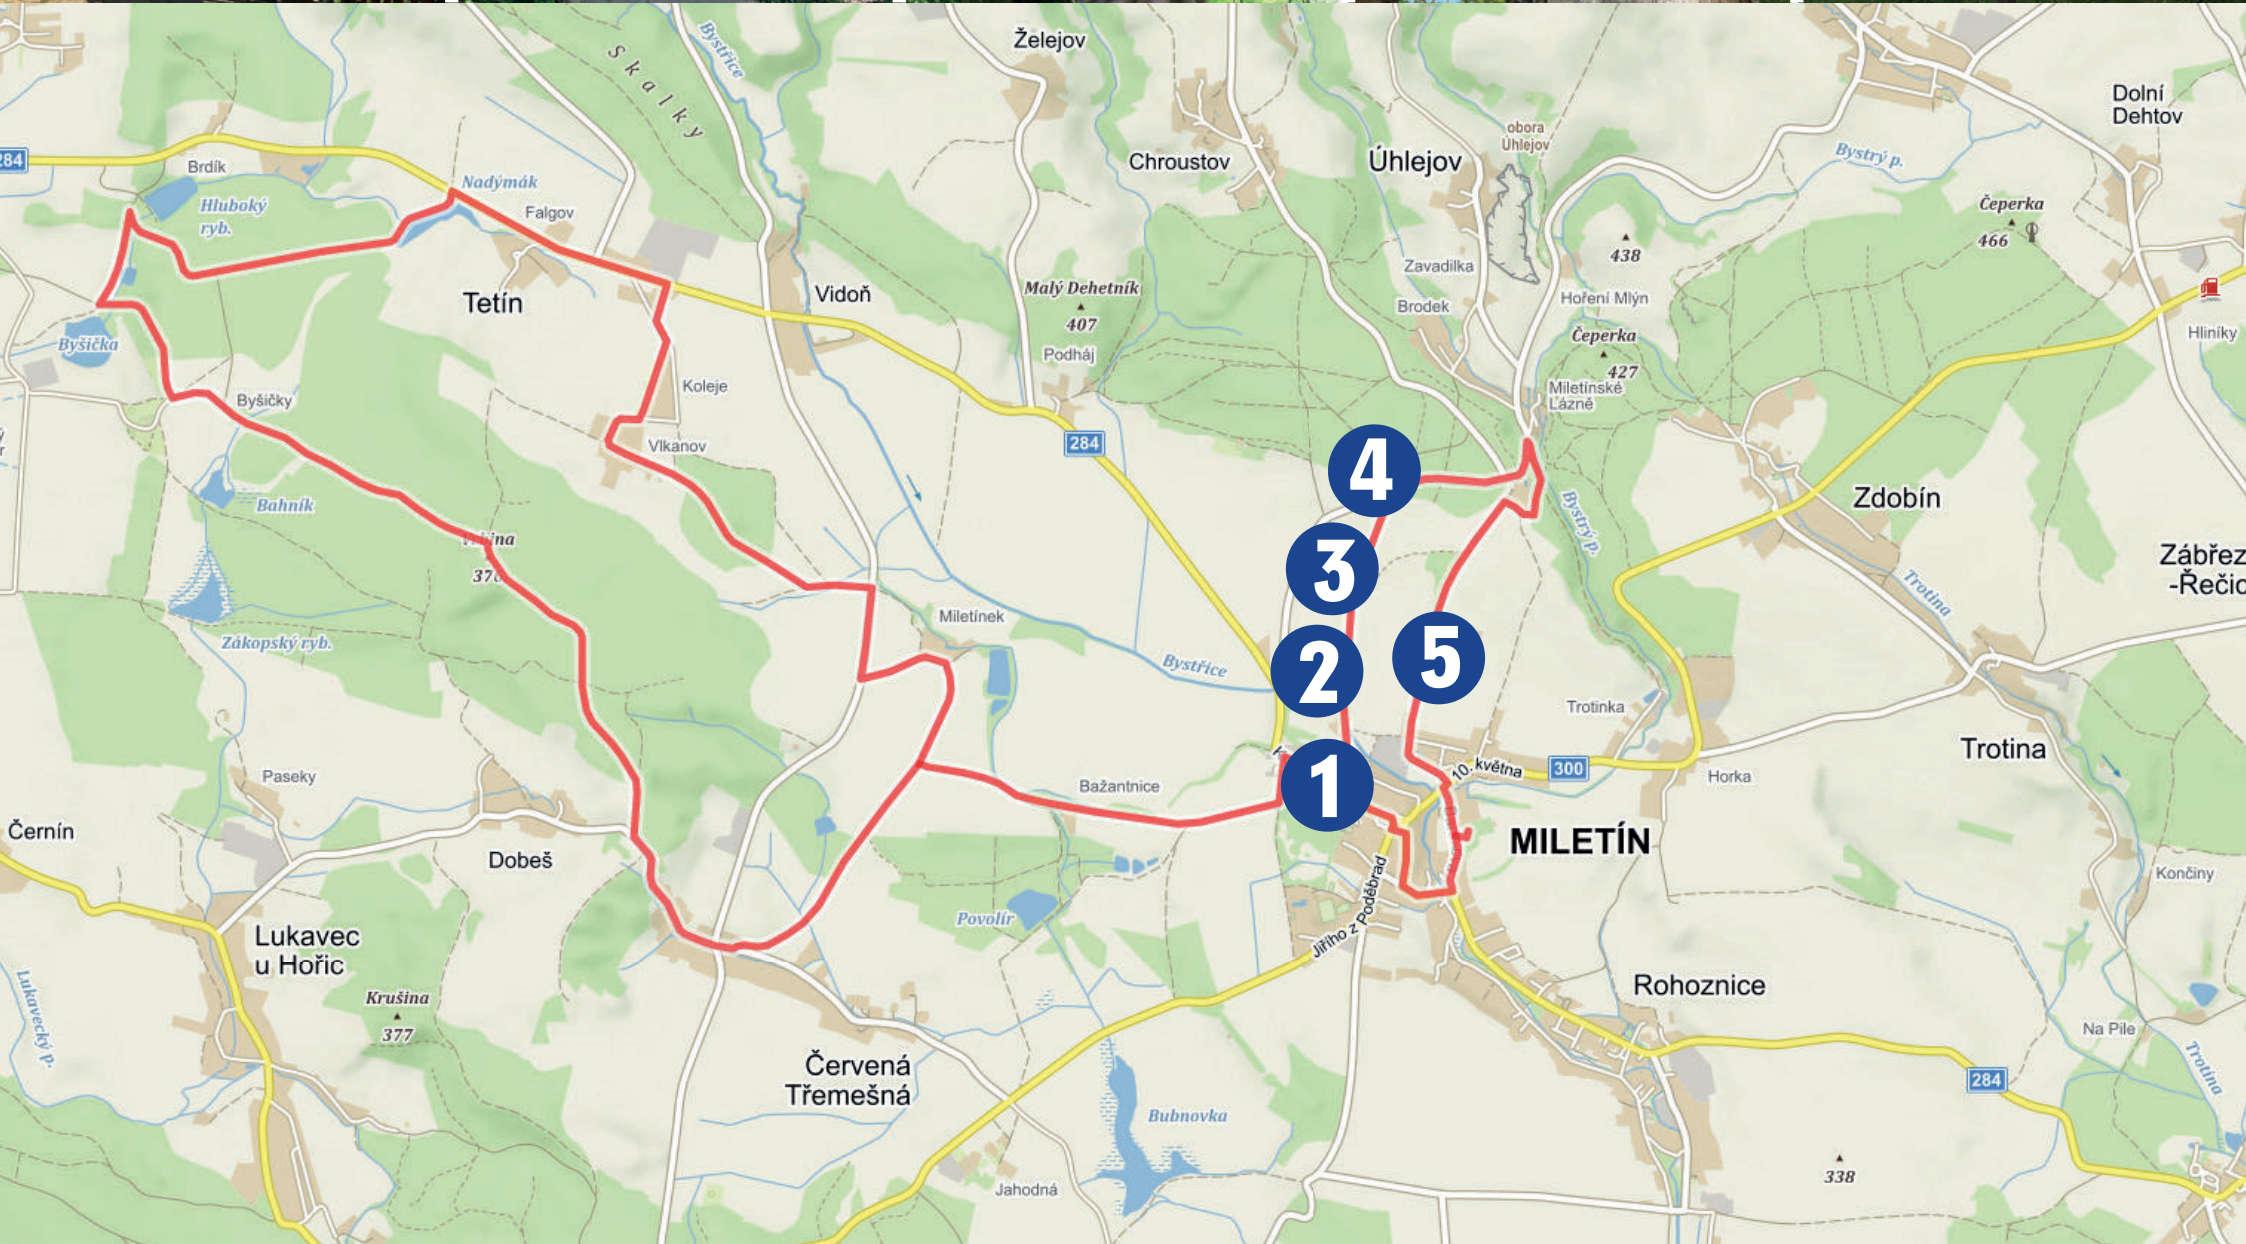 Skalky
Bystřice
Želejov
Dolní
Dehtov
284
Brdík
Nadýmák
Chroustov
Úhlejov
obora
Úhlejov
Bystrý p.
Hluboký
ryb.
Falgov
Čeperka
466
438
Zavadilka
Tetín
Vidoň
Malý Dehetník
407
Brodek
Hoření Mlýn
Čeperka
427
Hliníky
Byšička
Podháj
Koleje
Miletínské
Lázně
Byšičky
Vlkanov
284
4
Bahník
Bystrý p.
Zdobín
Zábřez
-Řečic
3
Trotina
Miletínek
Zákopský ryb.
Bystřice
2
5
Trotinka
Trotina
Paseky
Bažantnice
1
10. května
300
Horka
Černín
Dobeš
MILETÍN
Jiřího z Poděbrad
Končiny
Povolír
Lukavec
u Hořic
Lukavecký p.
Krušina
377
Rohoznice
Na Pile
Trotina
Červená
Třemešná
284
Bubnovka
Jahodná
338